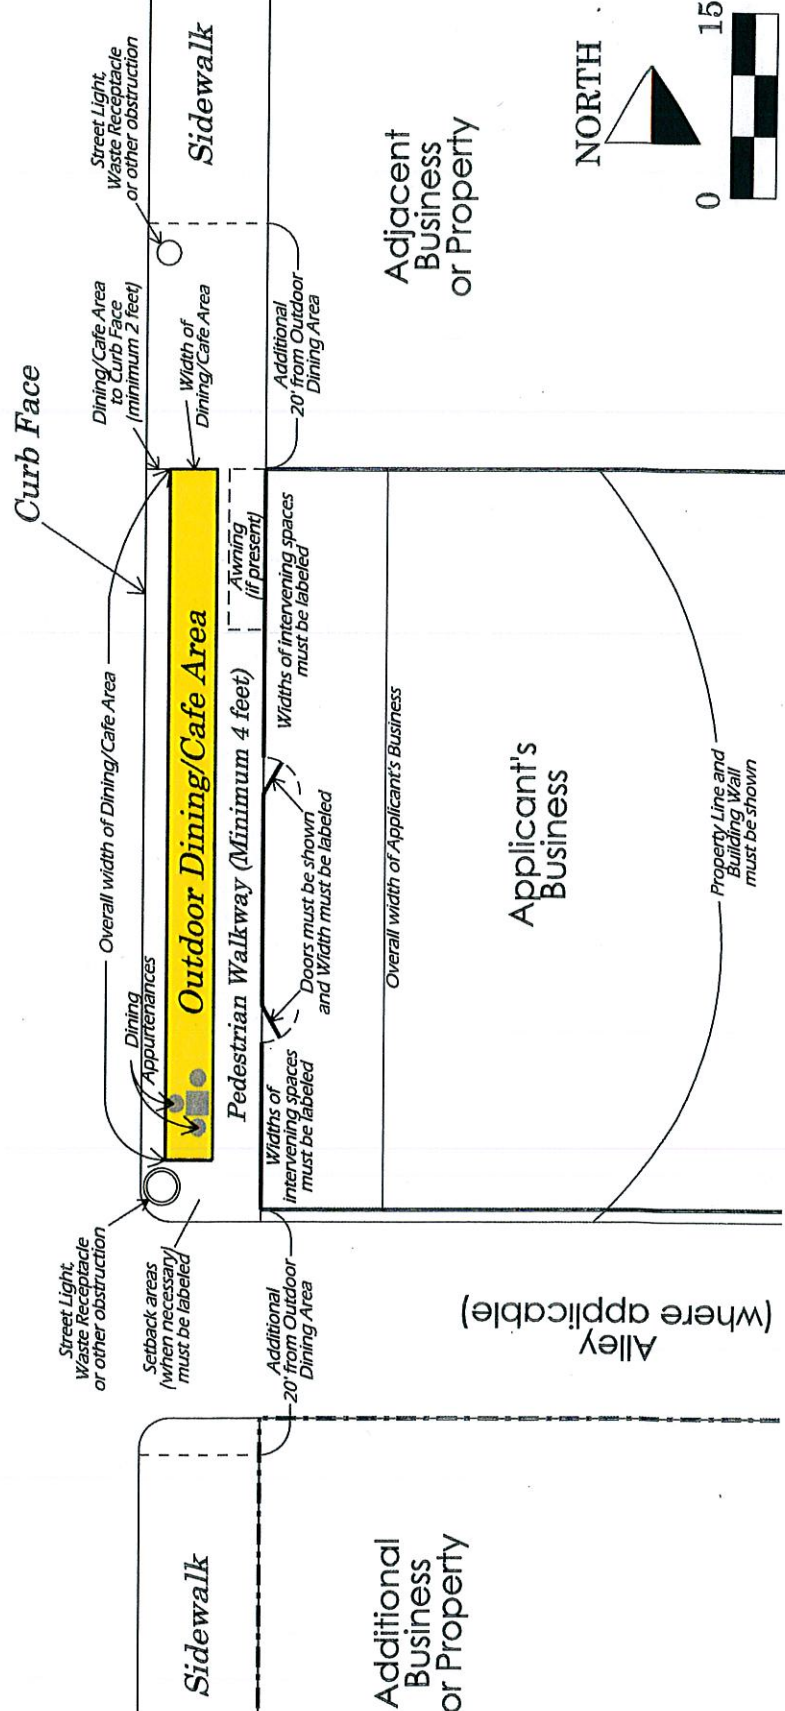 Curb Face
Street Light,
Waste Receptacle
or other obstruction
Setback areas
(when necessary)
must be labeled
Overall width of Dining/Cafe Area
Dining
Appurtenances
Dining/Cafe Area
to Curb Face
(minimum 2 feet)
Width of
Dining/Cafe Area
Street Light,
Waste Receptacle
or other obstruction
Sidewalk
Outdoor Dining/Cafe Area
Sidewalk
Pedestrian Walkway (Minimum 4 feet)
Awning
(if present)
Additional
20' from Outdoor
Dining Area
Widths of
intervening spaces
must be labeled
Doors must be shown
and Width must be labeled
Widths of intervening spaces
must be labeled
Additional
20' from Outdoor
Dining Area
Overall width of Applicant's Business
Additional
Business
or Property
Alley
(where applicable)
Applicant's
Business
Adjacent
Business
or Property
Property Line and
Building Wall
must be shown
NORTH
0
15